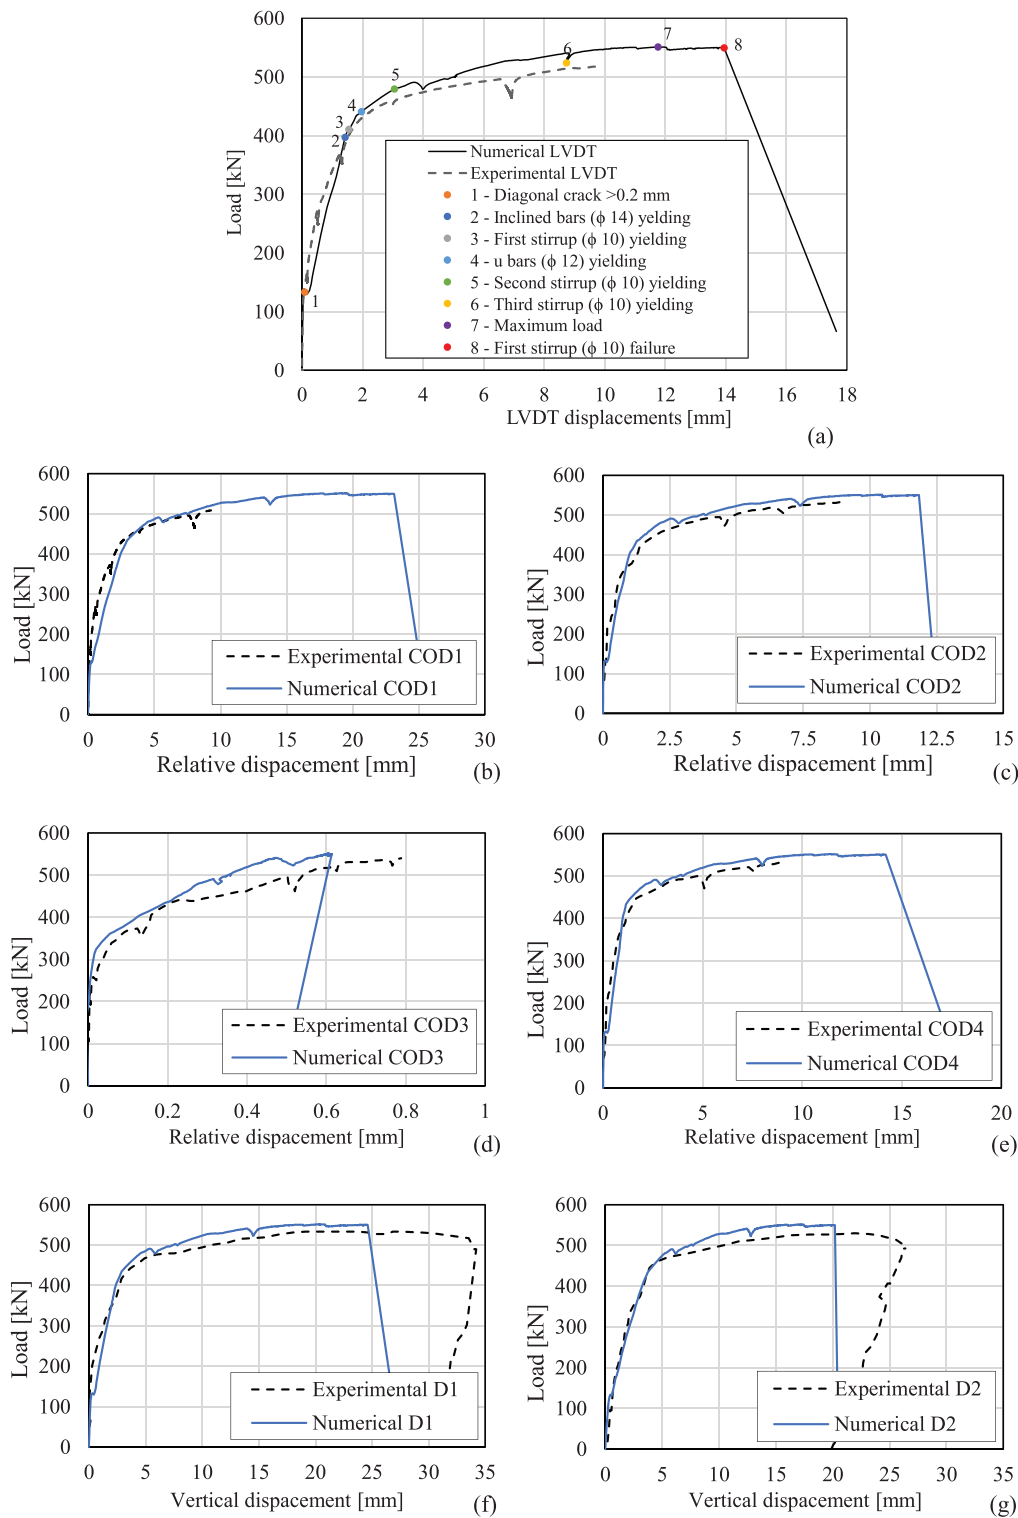 600
500
400
300
200
100
0
Load [kN]
1
2
3
4
5
6
7
8
Numerical LVDT
Experimental LVDT
1 - Diagonal crack >0.2 mm
2 - Inclined bars (ϕ 14) yelding
3 - First stirrup (ϕ 10) yielding
4 - u bars (ϕ 12) yielding
5 - Second stirrup (ϕ 10) yielding
6 - Third stirrup (ϕ 10) yielding
7 - Maximum load
8 - First stirrup (ϕ 10) failure
0 2 4 6 8 10 12 14 16 18
LVDT displacements [mm]
(a)
600
500
400
300
200
100
0
Load [kN]
Experimental COD1
Numerical COD1
0 5 10 15 20 25 30
Relative dispacement [mm]
(b)
600
500
400
300
200
100
0
Load [kN]
Experimental COD2
Numerical COD2
0 2.5 5 7.5 10 12.5 15
Relative dispacement [mm]
(c)
600
500
400
300
200
100
0
Load [kN]
Experimental COD3
Numerical COD3
0 0.2 0.4 0.6 0.8 1
Relative dispacement [mm]
(d)
600
500
400
300
200
100
0
Load [kN]
Experimental COD4
Numerical COD4
0 5 10 15 20
Relative dispacement [mm]
(e)
600
500
400
300
200
100
0
Load [kN]
Experimental D1
Numerical D1
0 5 10 15 20 25 30 35
Vertical dispacement [mm]
(f)
600
500
400
300
200
100
0
Load [kN]
Experimental D2
Numerical D2
0 5 10 15 20 25 30 35
Vertical dispacement [mm]
(g)